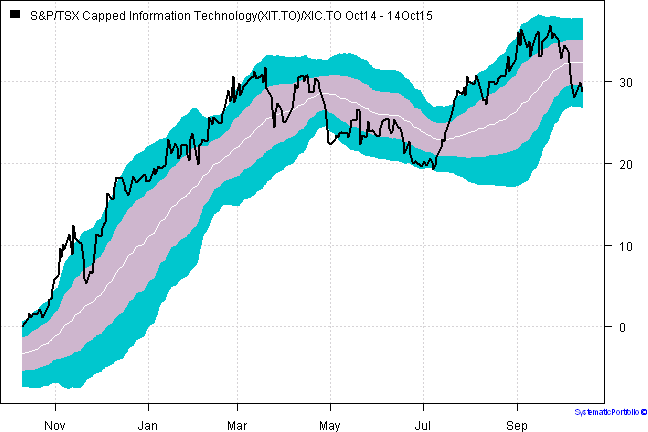 S&P/TSX Capped Information Technology(XIT.TO)/XIC.TO Oct14 - 14Oct15
30
20
10
0
Nov Jan Mar May Jul Sep
SystematicPortfolio ©